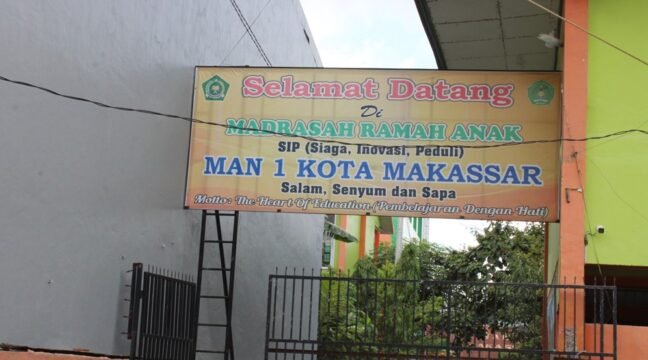 Selamat Datang
Di
MADRASAH RAMAH ANAK
SIP (Siaga, Inovasi, Peduli)
MAN 1 KOTA MAKASSAR
Salam, Senyum dan Sapa
Motto: The Heart Of Education (Pembelajaran Dengan Hati)